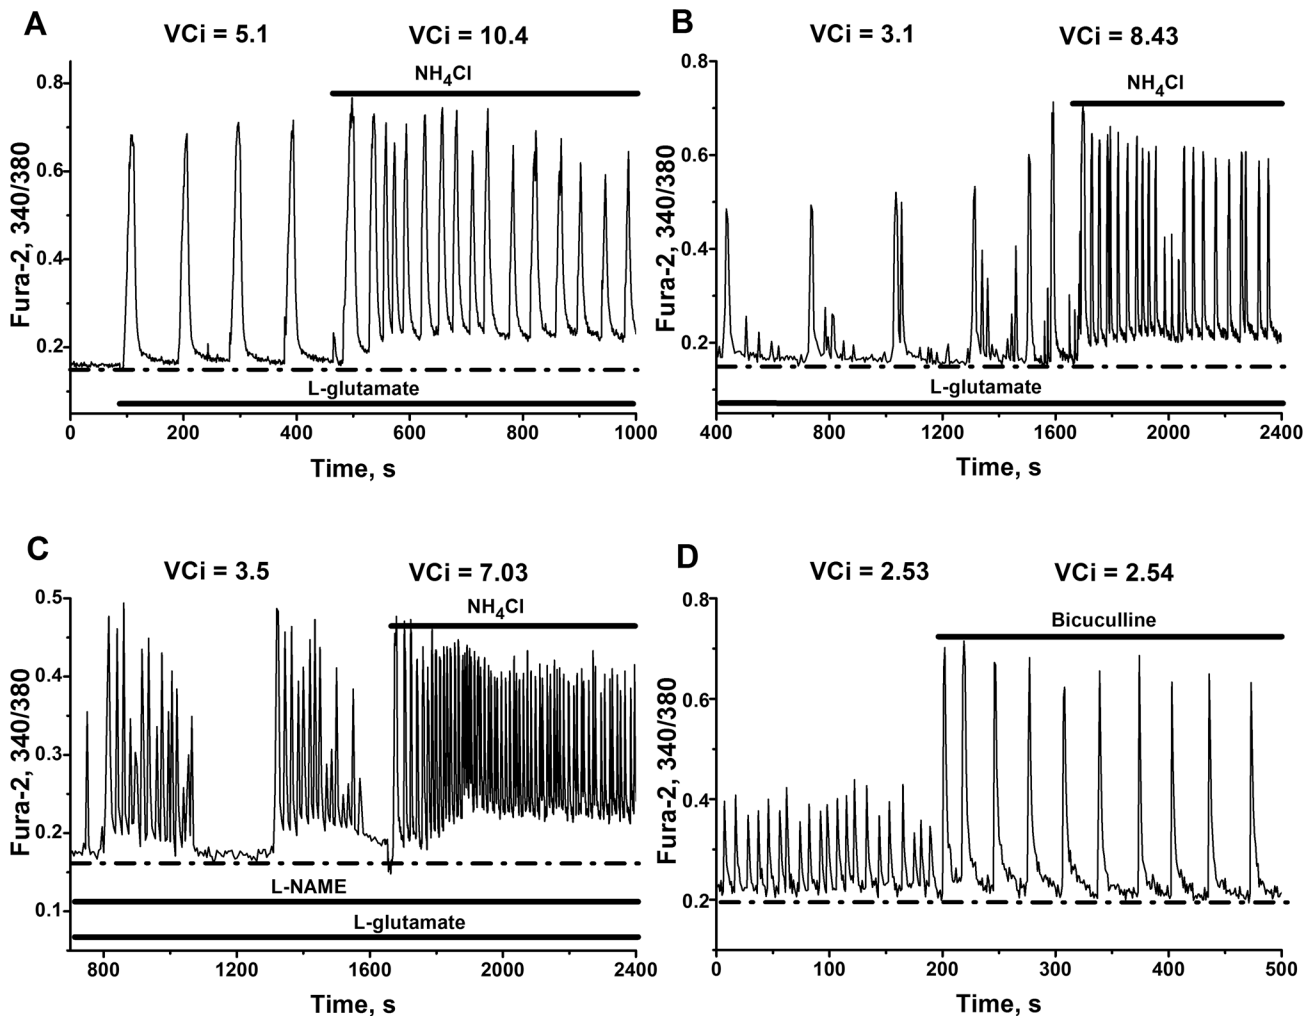 A
VCi = 5.1
VCi = 10.4
NH4Cl
Fura-2, 340/380
0.8
0.6
0.4
0.2
L-glutamate
0
200
400
600
800
1000
Time, s
B
VCi = 3.1
VCi = 8.43
NH4Cl
Fura-2, 340/380
0.8
0.6
0.4
0.2
L-glutamate
400
800
1200
1600
2000
2400
Time, s
C
VCi = 3.5
VCi = 7.03
NH4Cl
Fura-2, 340/380
0.5
0.4
0.3
0.2
0.1
L-NAME
L-glutamate
800
1200
1600
2000
2400
Time, s
D
VCi = 2.53
VCi = 2.54
Bicuculline
Fura-2, 340/380
0.8
0.6
0.4
0.2
0
100
200
300
400
500
Time, s